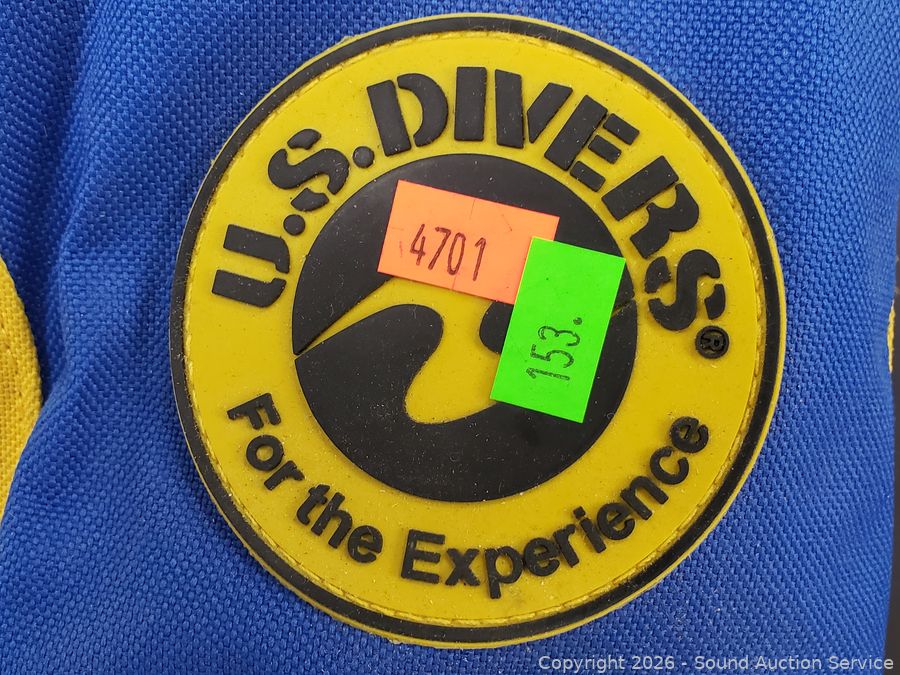 U.S.DIVERS®
4701
153.
For the Experience
Copyright 2026 - Sound Auction Service